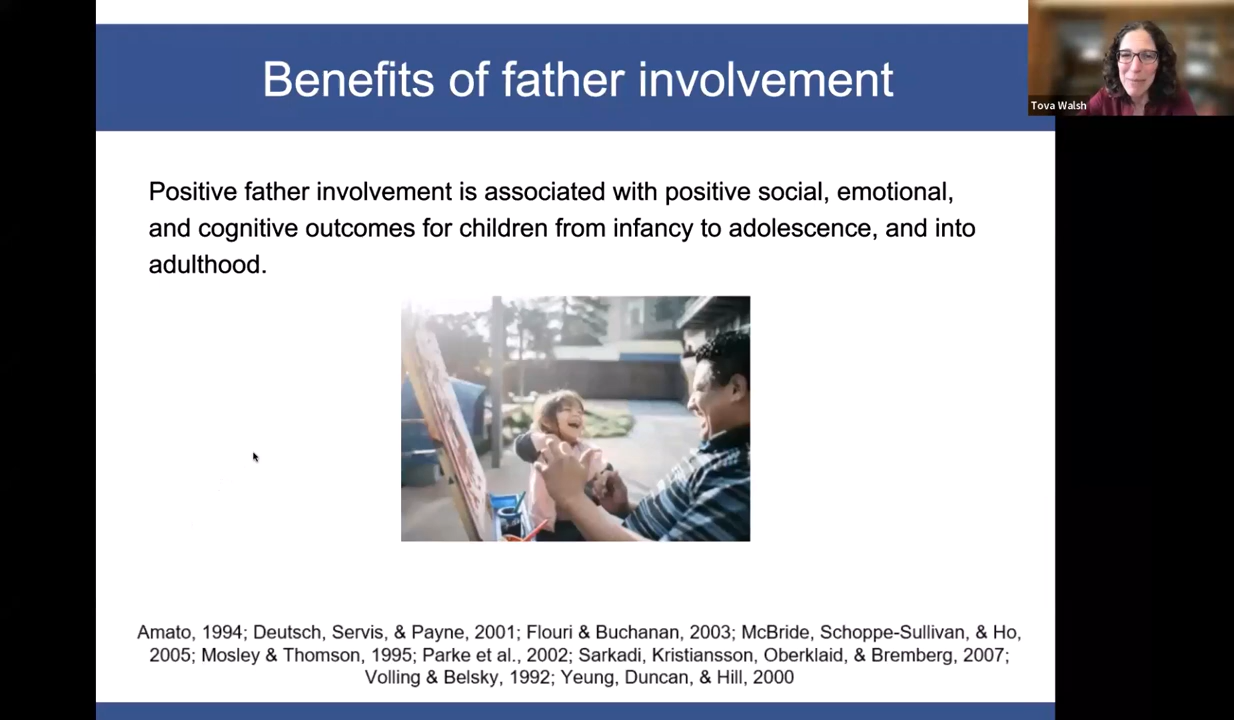 Benefits of father involvement
Tova Walsh
Positive father involvement is associated with positive social, emotional,
and cognitive outcomes for children from infancy to adolescence, and into
adulthood.
Amato, 1994; Deutsch, Servis, & Payne, 2001; Flouri & Buchanan, 2003; McBride, Schoppe-Sullivan, & Ho,
2005; Mosley & Thomson, 1995; Parke et al., 2002; Sarkadi, Kristiansson, Oberklaid, & Bremberg, 2007;
Volling & Belsky, 1992; Yeung, Duncan, & Hill, 2000